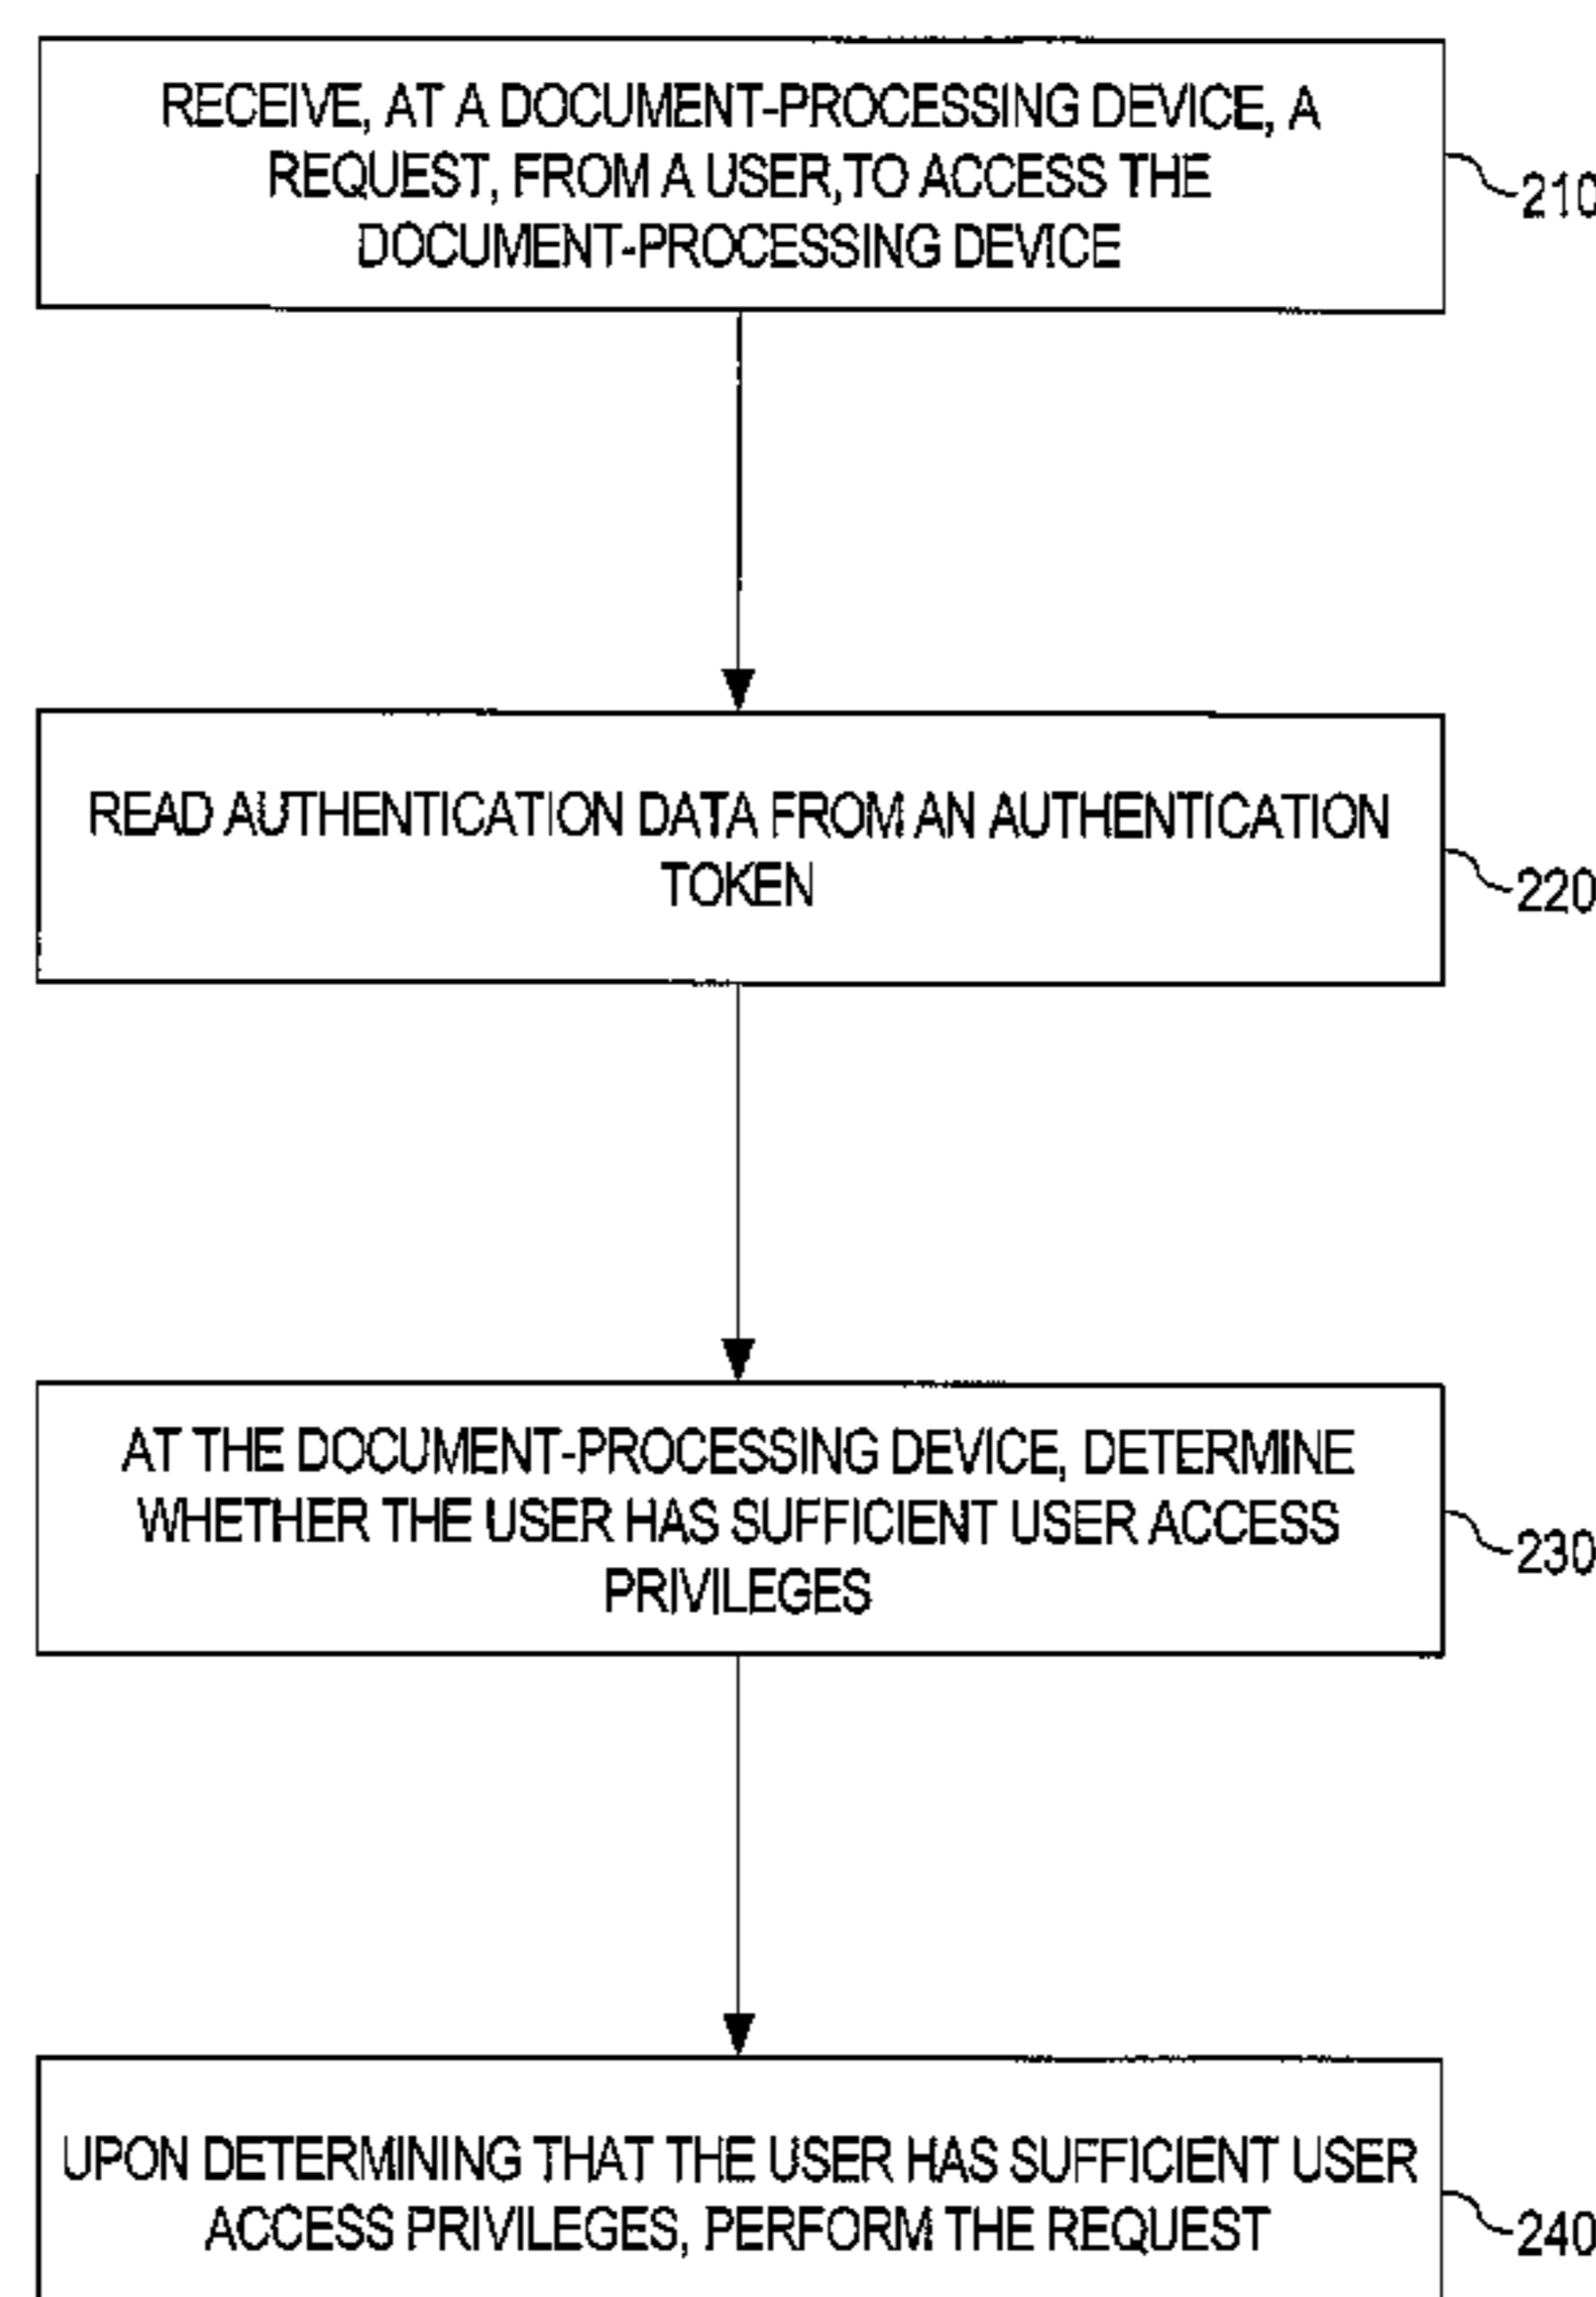 RECEIVE, AT A DOCUMENT-PROCESSING DEVICE, A
REQUEST, FROM A USER,TO ACCESS THE
DOCUMENT-PROCESSING DEVICE
210
READ AUTHENTICATION DATA FROM AN AUTHENTICATION
TOKEN
220
AT THE DOCUMENT-PROCESSING DEVICE, DETERMINE
WHETHER THE USER HAS SUFFICIENT USER ACCESS
PRIVILEGES
230
UPON DETERMINING THAT THE USER HAS SUFFICIENT USER
ACCESS PRIVILEGES, PERFORM THE REQUEST
240